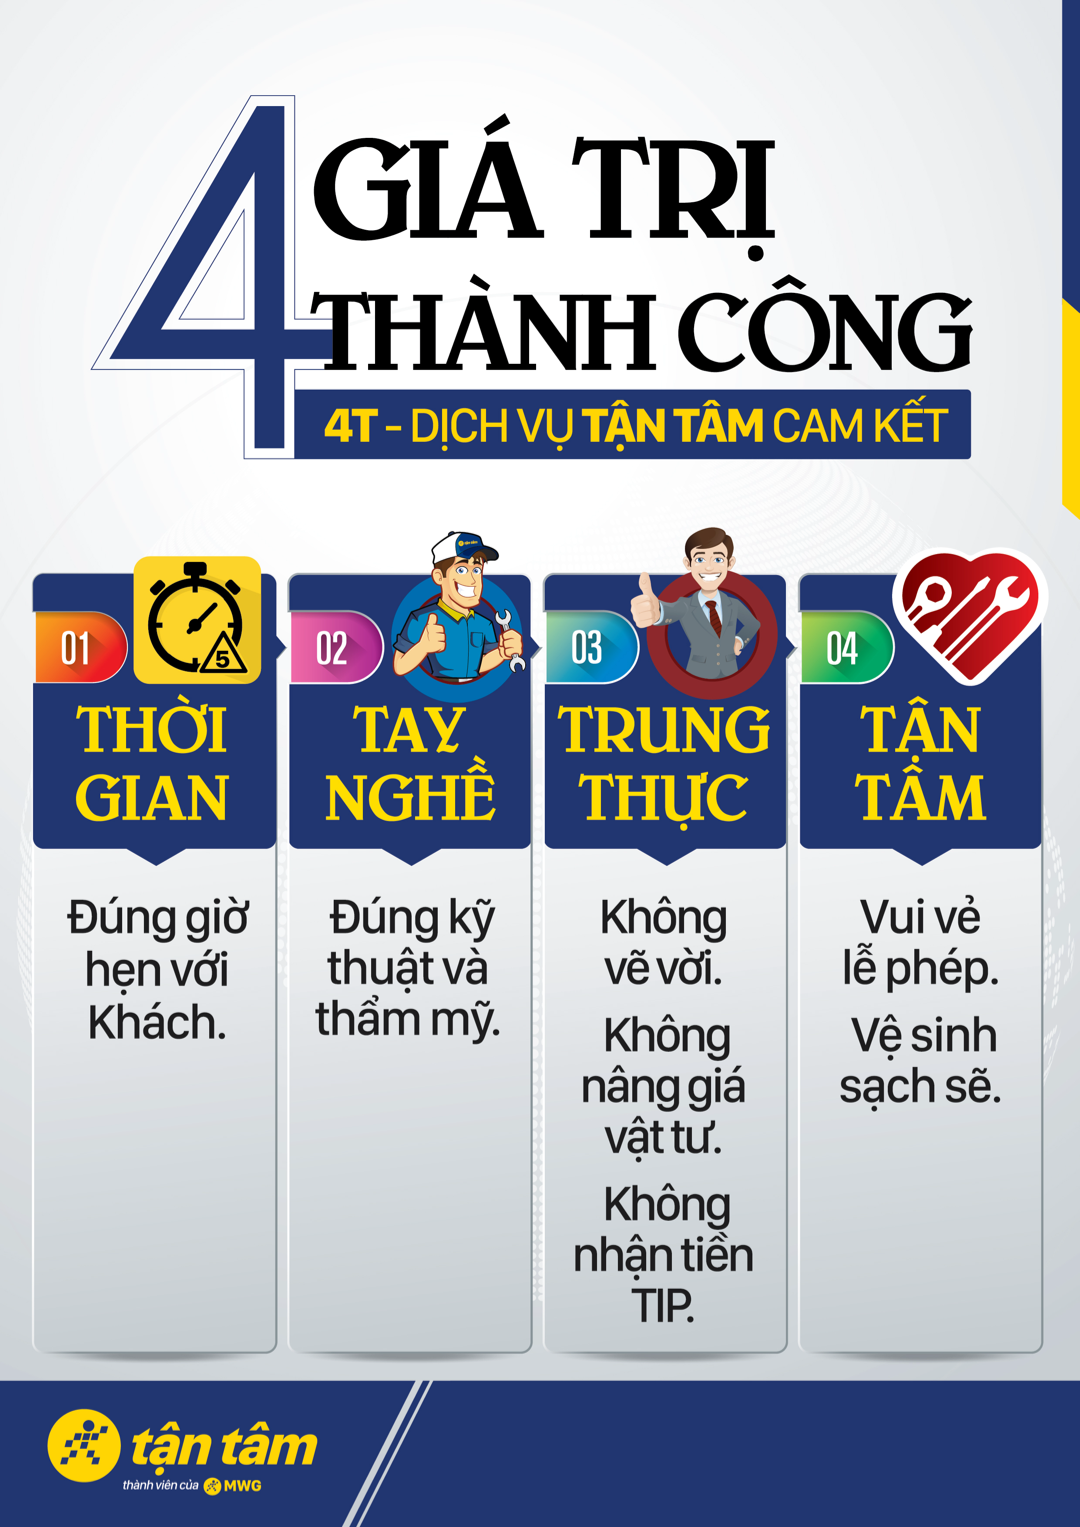 4 GIÁ TRỊ
THÀNH CÔNG
4T - DỊCH VỤ TẬN TÂM CAM KẾT
01
5
THỜI
GIAN
Đúng giờ
hẹn với
Khách.
02
tận tâm
TAY
NGHỀ
Đúng kỹ
thuật và
thẩm mỹ.
03
TRUNG
THỰC
Không
vẽ vời.
Không
nâng giá
vật tư.
Không
nhận tiền
TIP.
04
TẬN
TÂM
Vui vẻ
lễ phép.
Vệ sinh
sạch sẽ.
tận tâm
thành viên của MWG